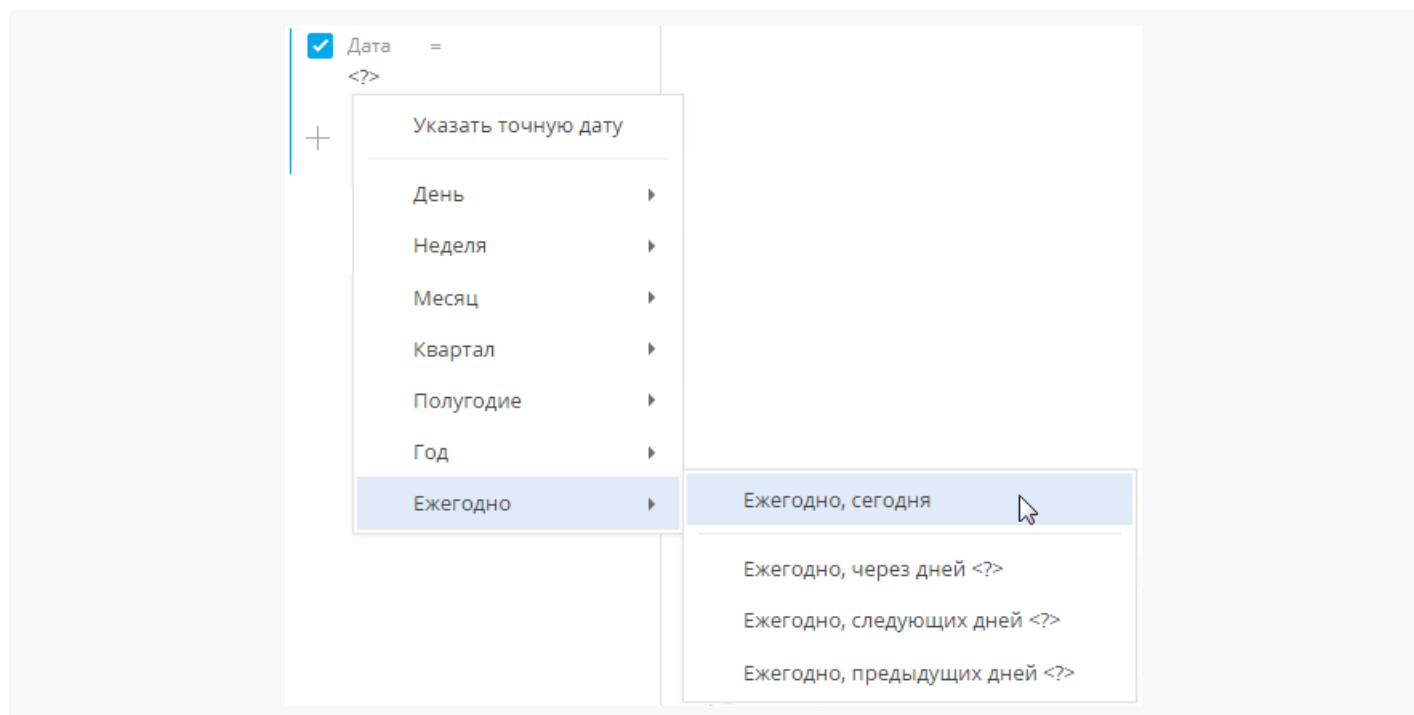 Дата =
<?>
Указать точную дату
День
Неделя
Месяц
Квартал
Полугодие
Год
Ежегодно
Ежегодно, сегодня
Ежегодно, через дней <?>
Ежегодно, следующих дней <?>
Ежегодно, предыдущих дней <?>